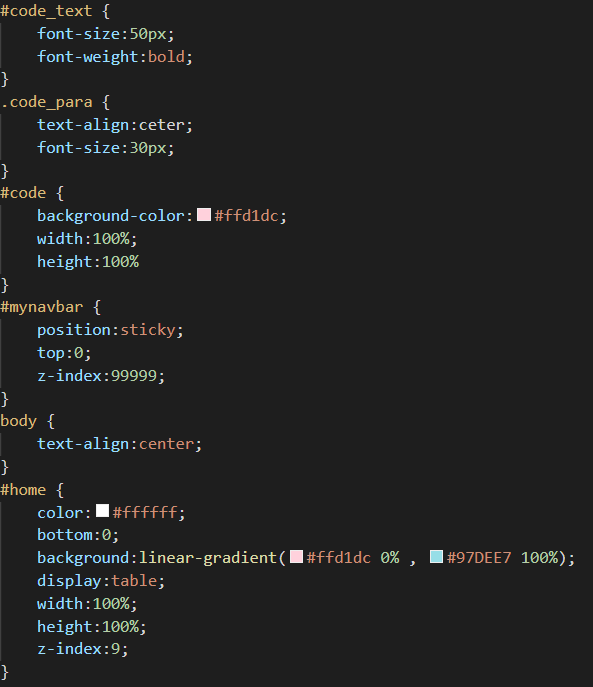 #code_text {
    font-size:50px;
    font-weight:bold;
}
.code_para {
    text-align:ceter;
    font-size:30px;
}
#code {
    background-color:#ffd1dc;
    width:100%;
    height:100%
}
#mynavbar {
    position:sticky;
    top:0;
    z-index:99999;
}
body {
    text-align:center;
}
#home {
    color:#ffffff;
    bottom:0;
    background:linear-gradient(#ffd1dc 0% , #97DEE7 100%);
    display:table;
    width:100%;
    height:100%;
    z-index:9;
}